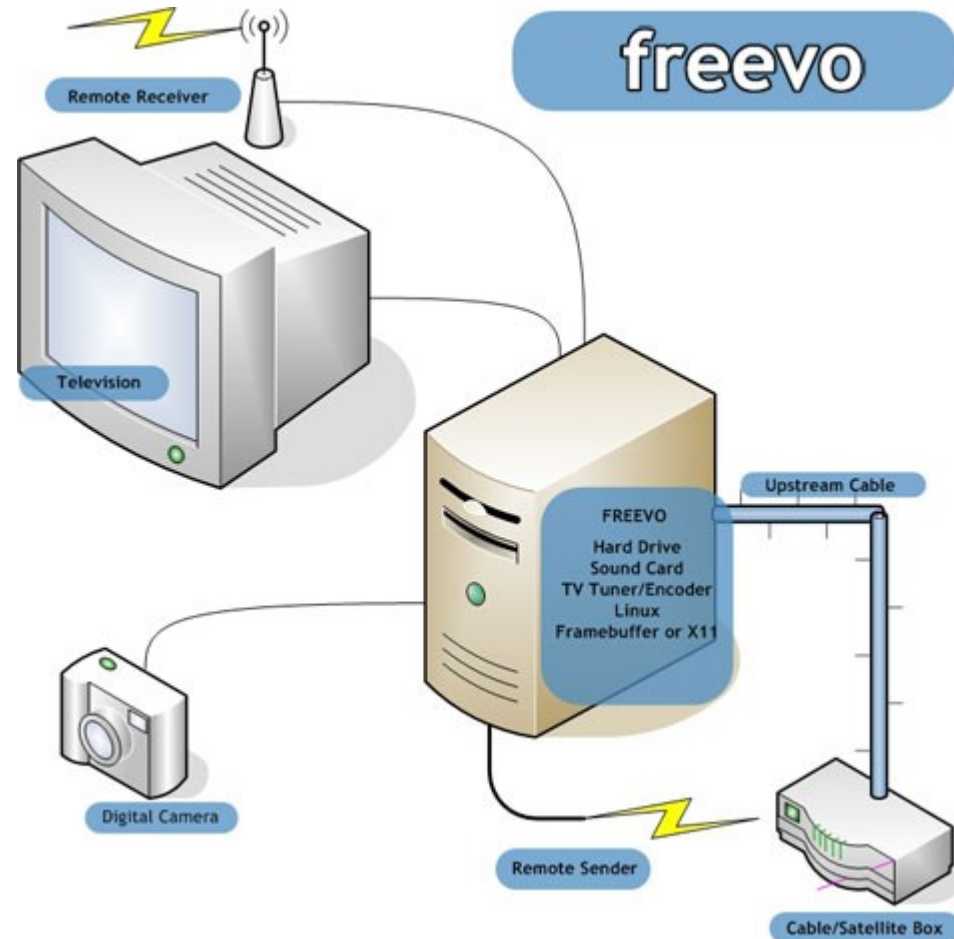 freevo
Remote Receiver
Television
Upstream Cable
FREEVO
Hard Drive
Sound Card
TV Tuner/Encoder
Linux
Framebuffer or X11
Digital Camera
Remote Sender
Cable/Satellite Box